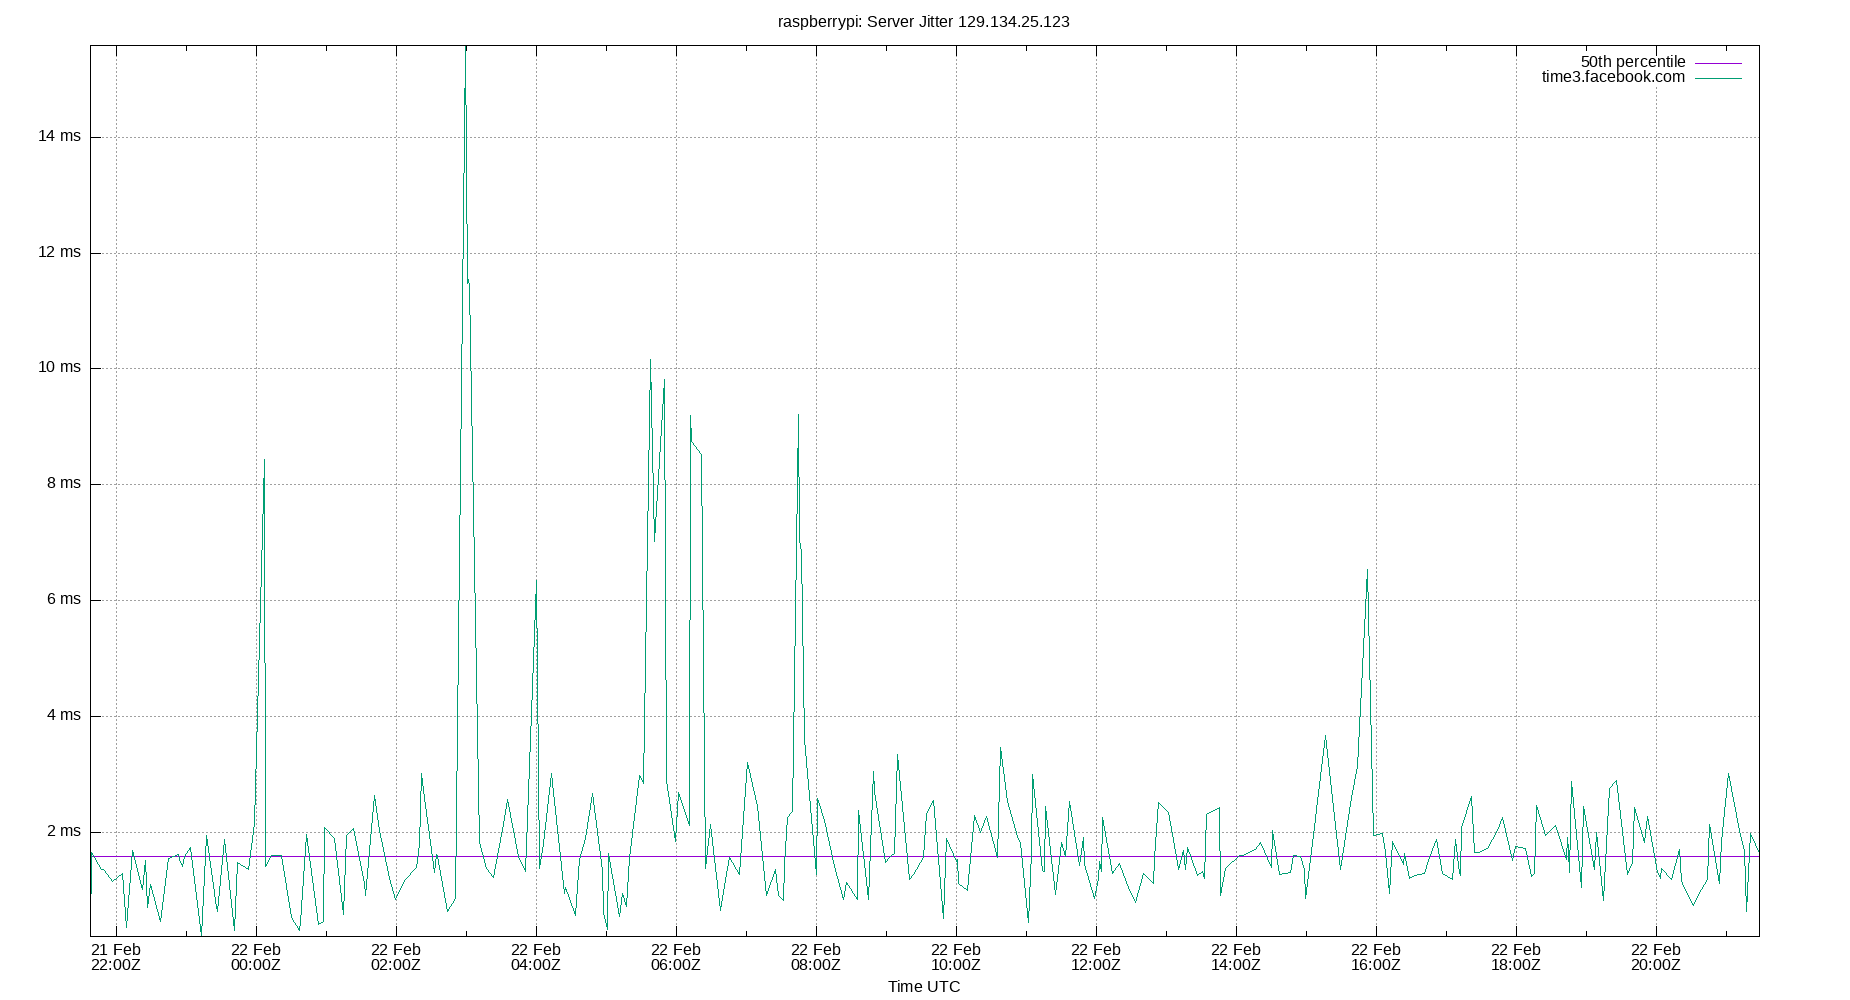 raspberrypi: Server Jitter 129.134.25.123
50th percentile
time3.facebook.com
14 ms
12 ms
10 ms
8 ms
6 ms
4 ms
2 ms
21 Feb 22 Feb 22 Feb 22 Feb 22 Feb 22 Feb 22 Feb 22 Feb 22 Feb 22 Feb 22 Feb 22 Feb
22:00Z 00:00Z 02:00Z 04:00Z 06:00Z 08:00Z 10:00Z 12:00Z 14:00Z 16:00Z 18:00Z 20:00Z
Time UTC